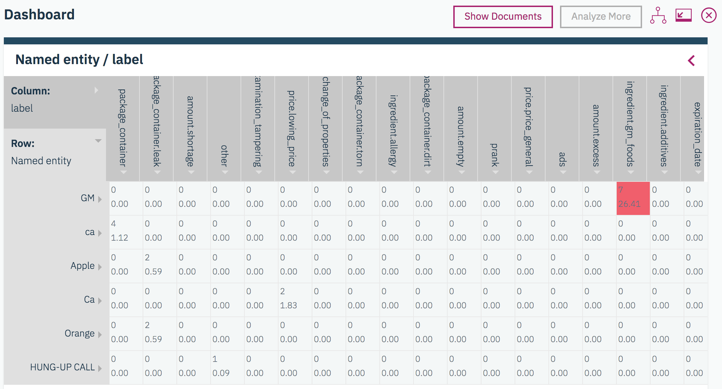 Dashboard
Show Documents
Analyze More
Named entity / label
Column:
label
Row:
Named entity
package_container
ackage_container.leak
amount.shortage
other
amination_tampering
price.lowing_price
change_of_properties
ackage_container.torn
ingredient.allergy
package_container.dirt
amount.empty
prank
price.price_general
ads
amount.excess
ingredient.gm_foods
ingredient.additives
expiration_date
GM
0 0 0 0 0 0 0 0 0 0 0 0 0 0 0 7 0 0
0.00 0.00 0.00 0.00 0.00 0.00 0.00 0.00 0.00 0.00 0.00 0.00 0.00 0.00 0.00 26.41 0.00 0.00
ca
4 0 0 0 0 0 0 0 0 0 0 0 0 0 0 0 0 0
1.12 0.00 0.00 0.00 0.00 0.00 0.00 0.00 0.00 0.00 0.00 0.00 0.00 0.00 0.00 0.00 0.00 0.00
Apple
0 2 0 0 0 0 0 0 0 0 0 0 0 0 0 0 0 0
0.00 0.59 0.00 0.00 0.00 0.00 0.00 0.00 0.00 0.00 0.00 0.00 0.00 0.00 0.00 0.00 0.00 0.00
Ca
0 0 0 0 0 2 0 0 0 0 0 0 0 0 0 0 0 0
0.00 0.00 0.00 0.00 0.00 1.83 0.00 0.00 0.00 0.00 0.00 0.00 0.00 0.00 0.00 0.00 0.00 0.00
Orange
0 2 0 0 0 0 0 0 0 0 0 0 0 0 0 0 0 0
0.00 0.59 0.00 0.00 0.00 0.00 0.00 0.00 0.00 0.00 0.00 0.00 0.00 0.00 0.00 0.00 0.00 0.00
HUNG-UP CALL
0 0 0 1 0 0 0 0 0 0 0 0 0 0 0 0 0 0
0.00 0.00 0.00 0.09 0.00 0.00 0.00 0.00 0.00 0.00 0.00 0.00 0.00 0.00 0.00 0.00 0.00 0.00